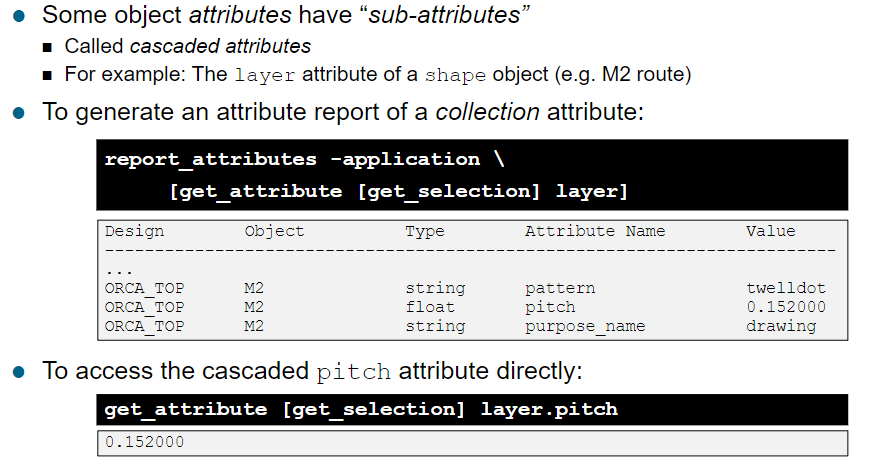 Some object attributes have “sub-attributes”
Called cascaded attributes
For example: The layer attribute of a shape object (e.g. M2 route)
To generate an attribute report of a collection attribute:
report_attributes -application \
[get_attribute [get_selection] layer]
Design Object Type Attribute Name Value
--------------------------------------------------------------------------
...
ORCA_TOP M2 string pattern twelldot
ORCA_TOP M2 float pitch 0.152000
ORCA_TOP M2 string purpose_name drawing
To access the cascaded pitch attribute directly:
get_attribute [get_selection] layer.pitch
0.152000